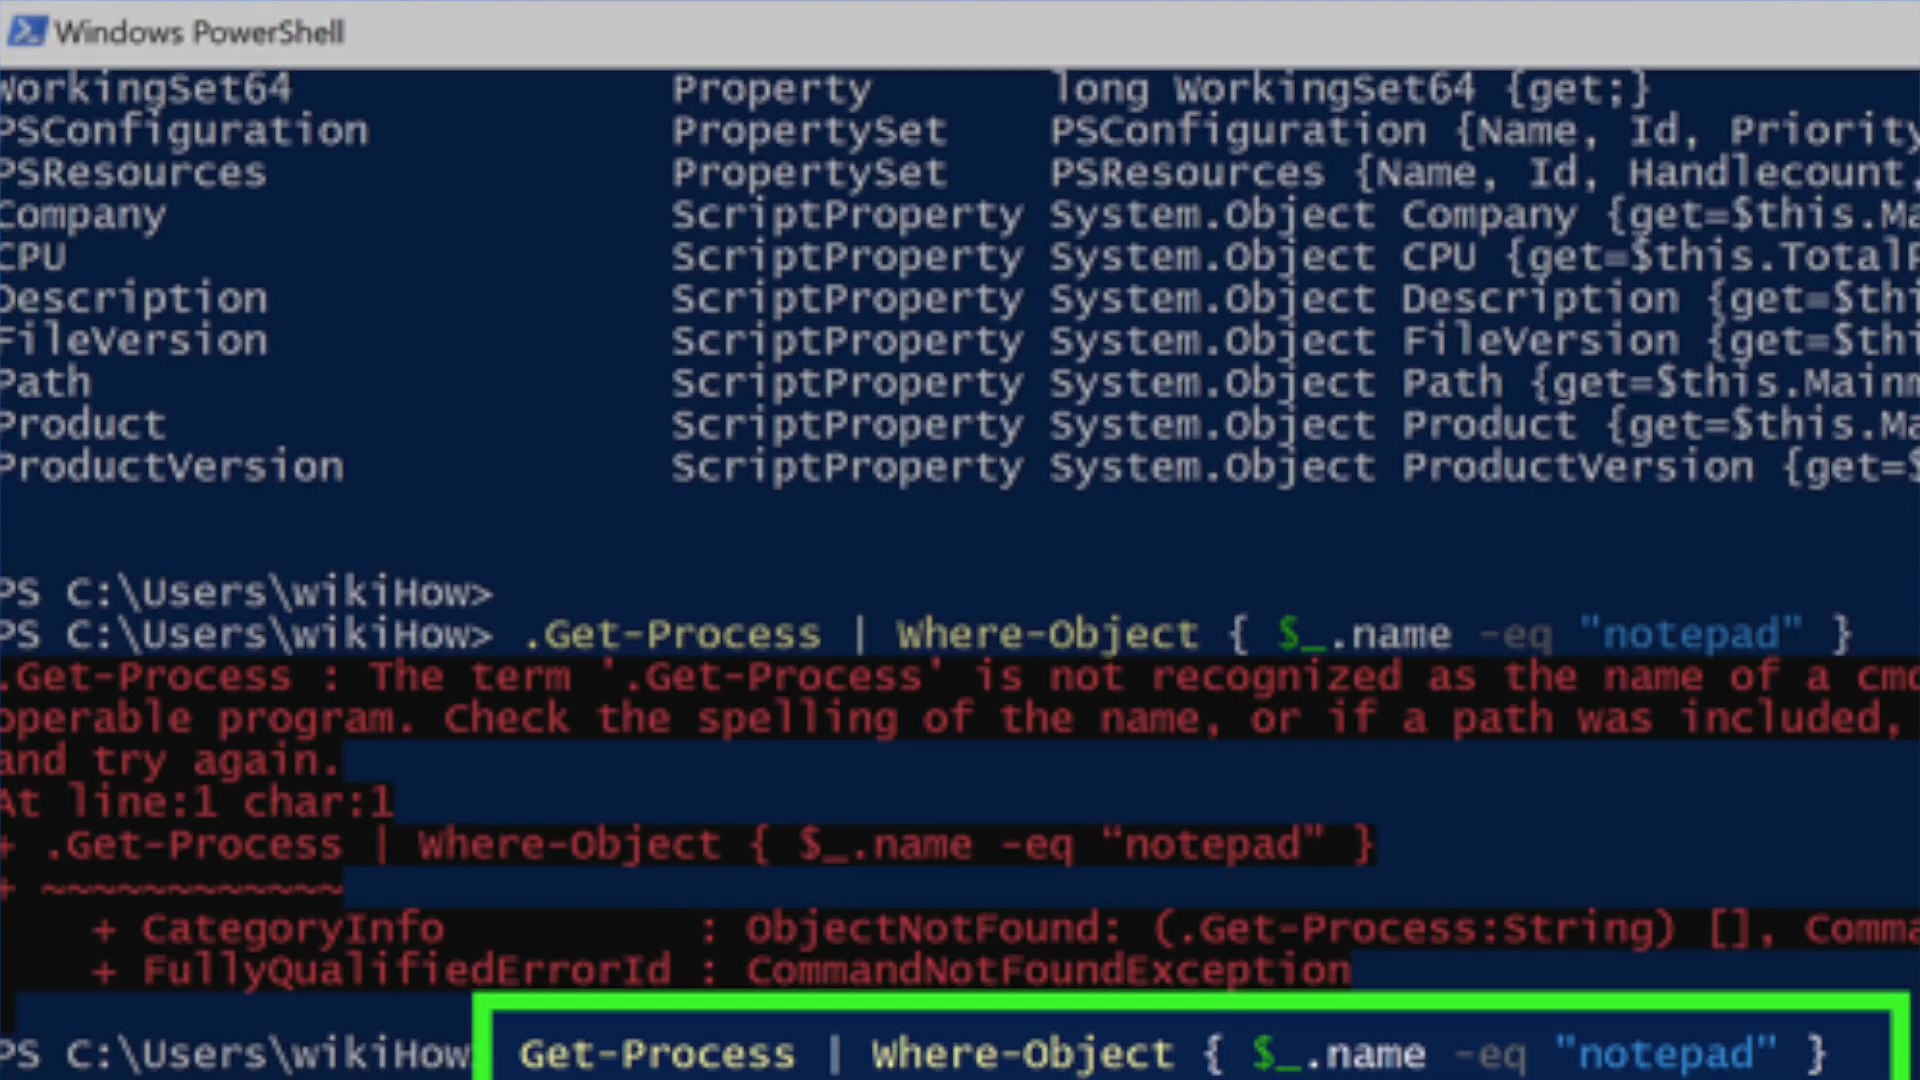 Windows PowerShell
WorkingSet64 Property long WorkingSet64 {get;}
PSConfiguration PropertySet PSConfiguration {Name, Id, Priority
PSResources PropertySet PSResources {Name, Id, Handlecount,
Company ScriptProperty System.Object Company {get=$this.Ma
CPU ScriptProperty System.Object CPU {get=$this.TotalP
Description ScriptProperty System.Object Description {get=$thi
FileVersion ScriptProperty System.Object FileVersion {get=$thi
Path ScriptProperty System.Object Path {get=$this.Mainm
Product ScriptProperty System.Object Product {get=$this.Ma
ProductVersion ScriptProperty System.Object ProductVersion {get=$
PS C:\Users\wikiHow>
PS C:\Users\wikiHow> .Get-Process | Where-Object { $_.name -eq "notepad" }
.Get-Process : The term '.Get-Process' is not recognized as the name of a cmd
operable program. Check the spelling of the name, or if a path was included,
and try again.
At line:1 char:1
+ .Get-Process | Where-Object { $_.name -eq "notepad" }
+ ~~~~~~~~~~~~
+ CategoryInfo : ObjectNotFound: (.Get-Process:String) [], Comma
+ FullyQualifiedErrorId : CommandNotFoundException
PS C:\Users\wikiHow Get-Process | Where-Object { $_.name -eq "notepad" }